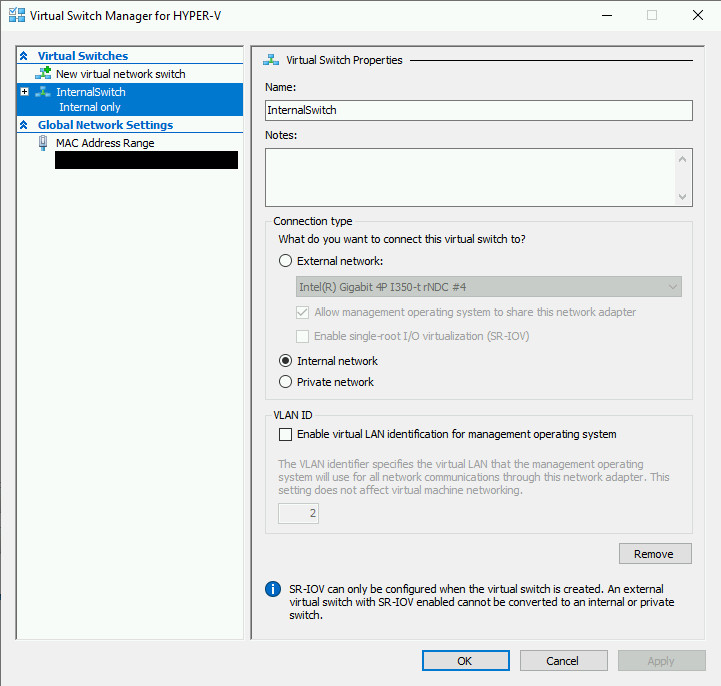 Virtual Switch Manager for HYPER-V
Virtual Switches
New virtual network switch
InternalSwitch
Internal only
Global Network Settings
MAC Address Range
Virtual Switch Properties
Name:
InternalSwitch
Notes:
Connection type
What do you want to connect this virtual switch to?
External network:
Intel(R) Gigabit 4P I350-t rNDC #4
Allow management operating system to share this network adapter
Enable single-root I/O virtualization (SR-IOV)
Internal network
Private network
VLAN ID
Enable virtual LAN identification for management operating system
The VLAN identifier specifies the virtual LAN that the management operating
system will use for all network communications through this network adapter. This
setting does not affect virtual machine networking.
2
Remove
SR-IOV can only be configured when the virtual switch is created. An external
virtual switch with SR-IOV enabled cannot be converted to an internal or private
switch.
OK
Cancel
Apply